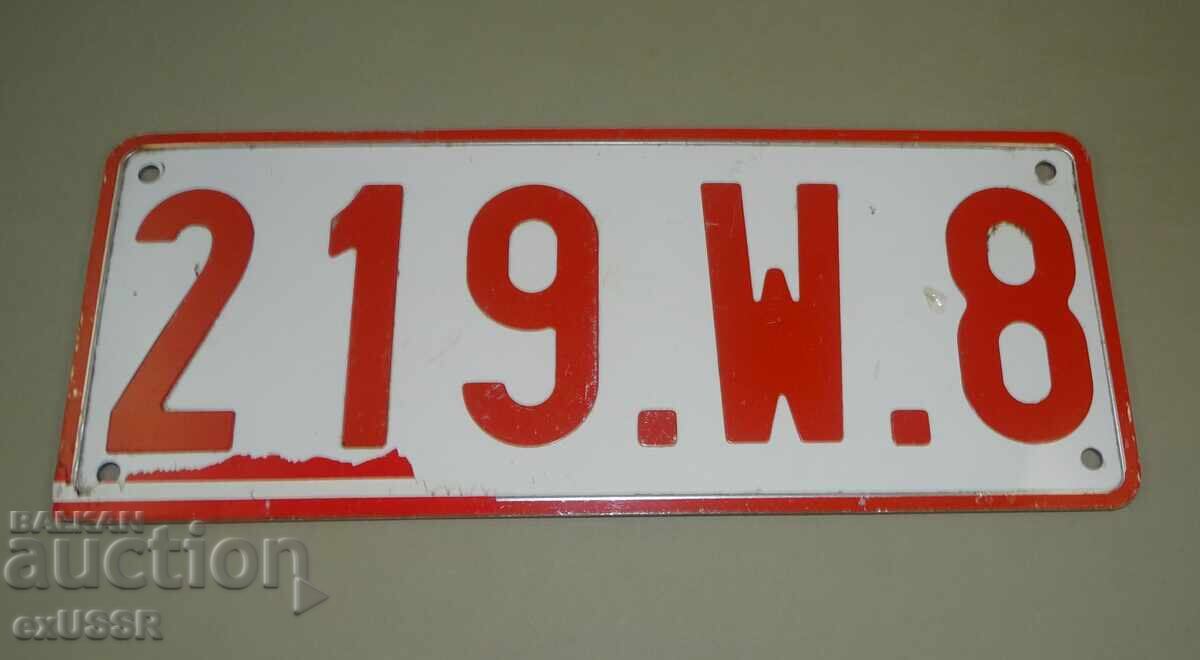 219.W.8
BALKAN
auction
exUSSR